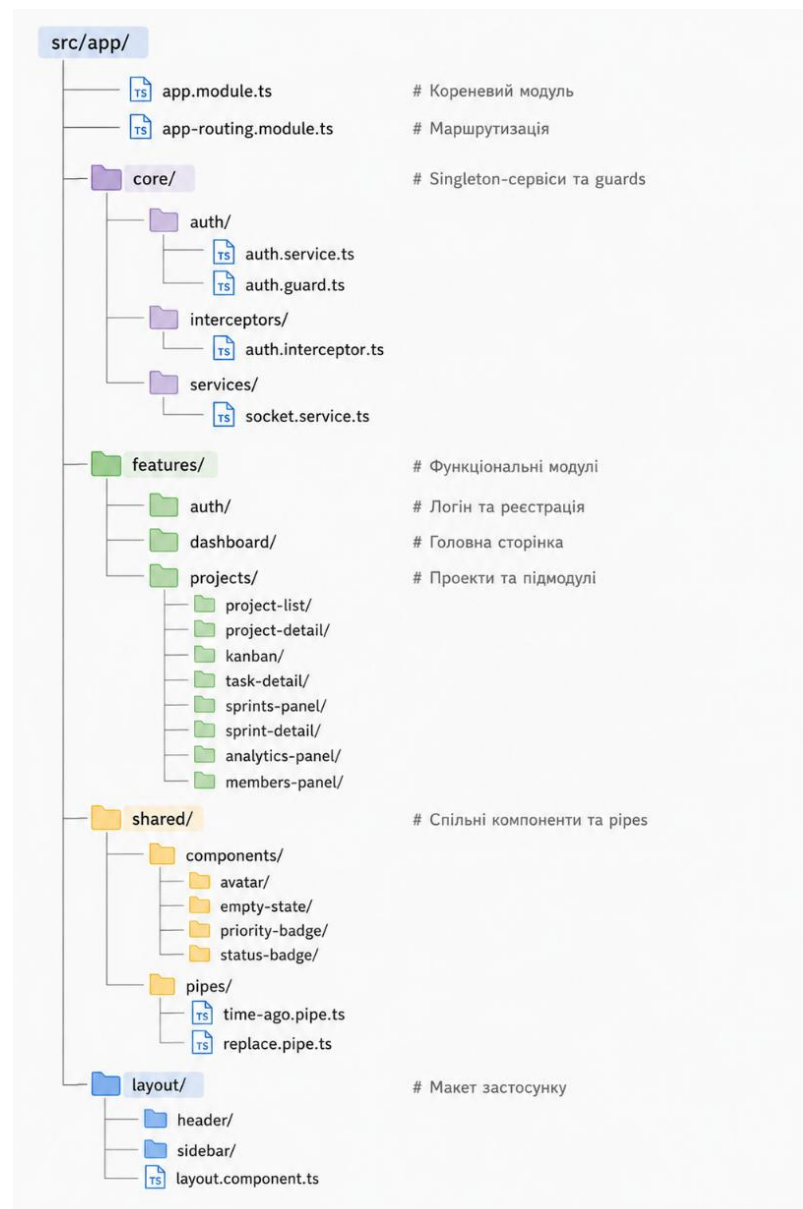 src/app/
app.module.ts # Кореневий модуль
app-routing.module.ts # Маршрутизація
core/ # Singleton-сервіси та guards
auth/
auth.service.ts
auth.guard.ts
interceptors/
auth.interceptor.ts
services/
socket.service.ts
features/ # Функціональні модулі
auth/ # Логін та реєстрація
dashboard/ # Головна сторінка
projects/ # Проекти та підмодулі
project-list/
project-detail/
kanban/
task-detail/
sprints-panel/
sprint-detail/
analytics-panel/
members-panel/
shared/ # Спільні компоненти та pipes
components/
avatar/
empty-state/
priority-badge/
status-badge/
pipes/
time-ago.pipe.ts
replace.pipe.ts
layout/ # Макет застосунку
header/
sidebar/
layout.component.ts